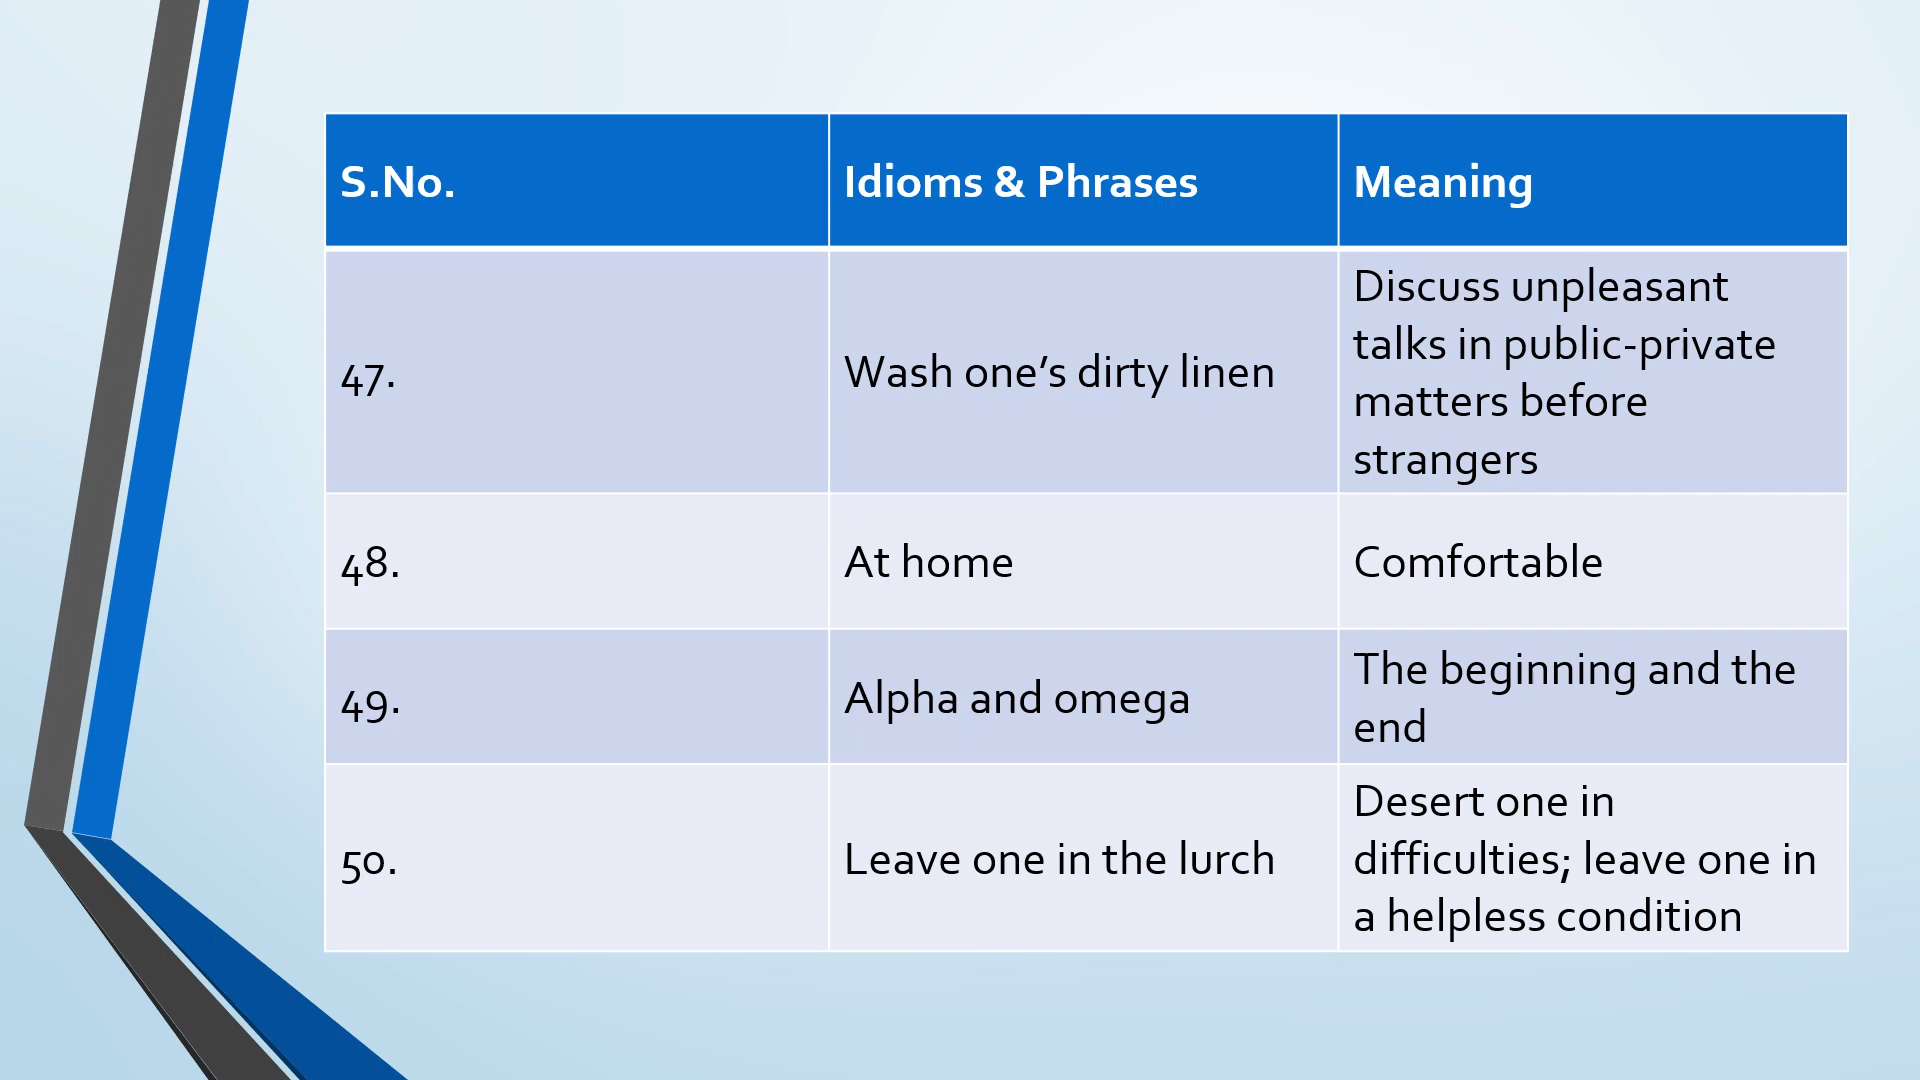 S.No.
Idioms & Phrases
Meaning
47.
Wash one’s dirty linen
Discuss unpleasant
talks in public-private
matters before
strangers
48.
At home
Comfortable
49.
Alpha and omega
The beginning and the
end
50.
Leave one in the lurch
Desert one in
difficulties; leave one in
a helpless condition